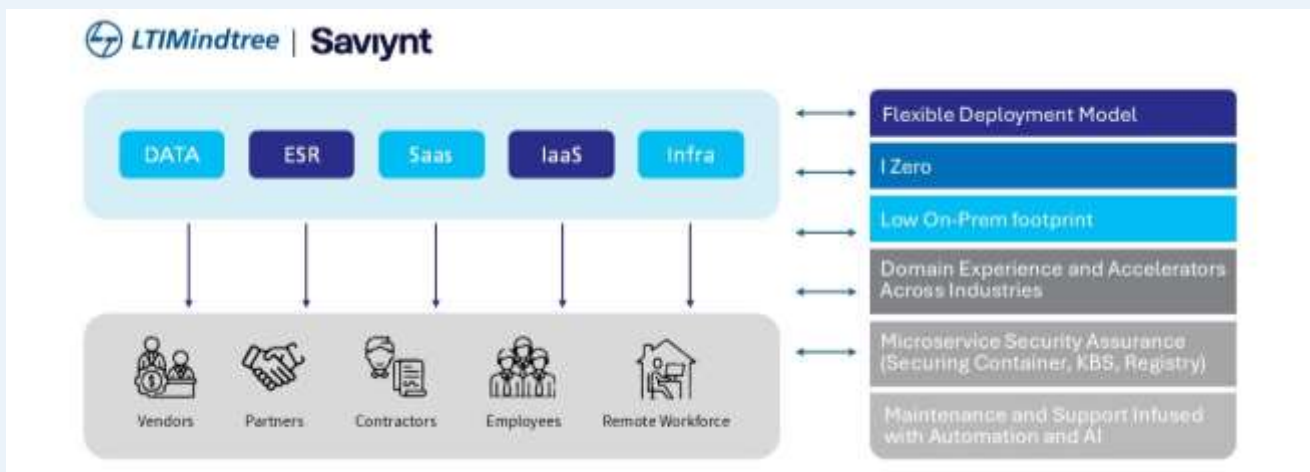 LTIMindtree | Saviynt
DATA
ESR
Saas
IaaS
Infra
Vendors
Partners
Contractors
Employees
Remote Workforce
Flexible Deployment Model
I Zero
Low On-Prem footprint
Domain Experience and Accelerators
Across Industries
Microservice Security Assurance
(Securing Container, KBS, Registry)
Maintenance and Support Infused
with Automation and AI